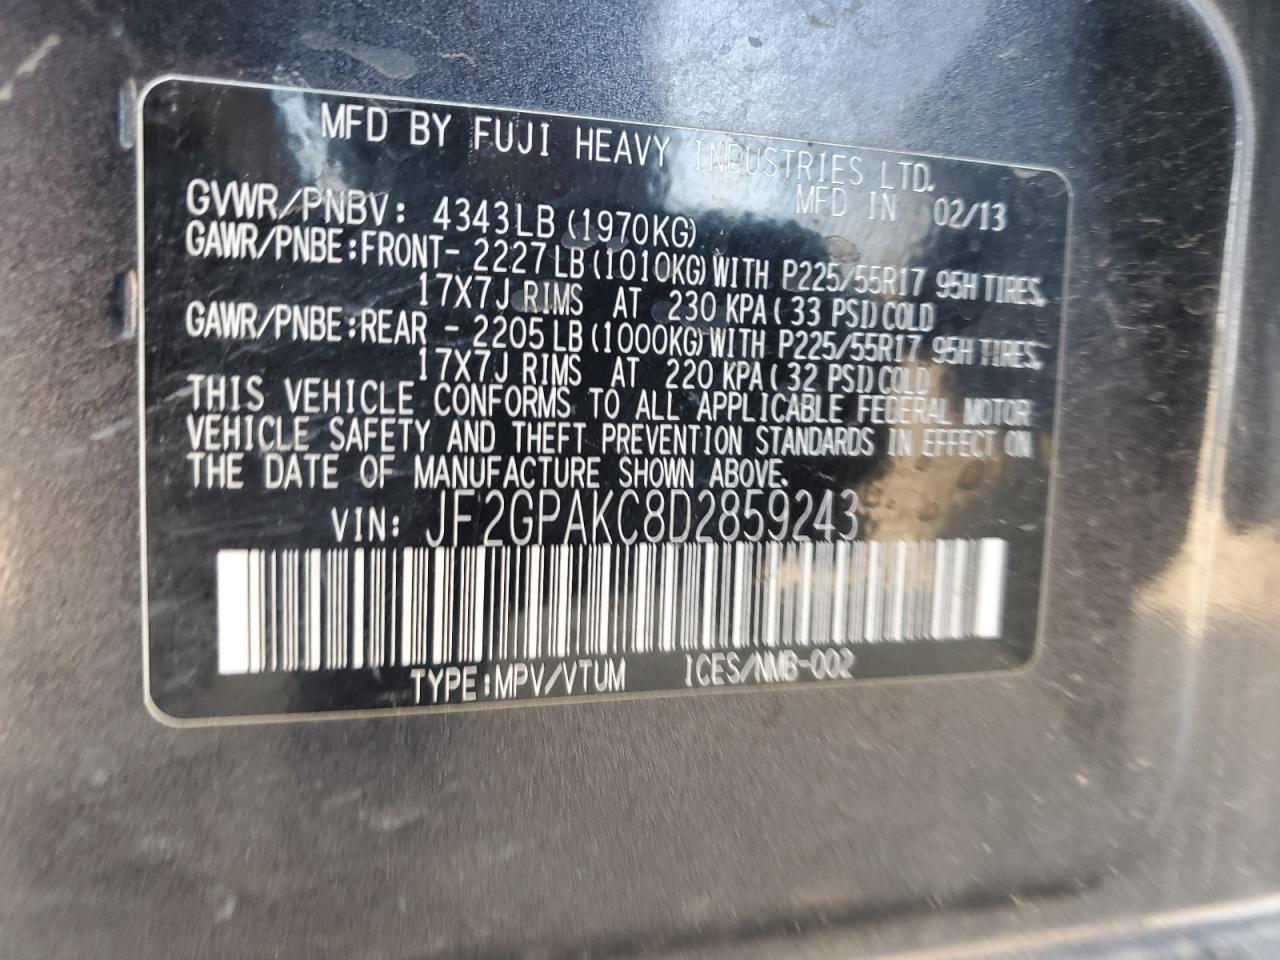 MFD BY FUJI HEAVY INDUSTRIES LTD.
MFD IN 02/13
GVWR/PNBV: 4343LB (1970KG)
GAWR/PNBE:FRONT- 2227LB (1010KG) WITH P225/55R17 95H TIRES,
17X7J RIMS AT 230 KPA ( 33 PSI) COLD
GAWR/PNBE:REAR - 2205LB (1000KG) WITH P225/55R17 95H TIRES,
17X7J RIMS AT 220 KPA ( 32 PSI) COLD
THIS VEHICLE CONFORMS TO ALL APPLICABLE FEDERAL MOTOR
VEHICLE SAFETY AND THEFT PREVENTION STANDARDS IN EFFECT ON
THE DATE OF MANUFACTURE SHOWN ABOVE.
VIN: JF2GPAKC8D2859243
TYPE:MPV/VTUM ICES/NMB-002